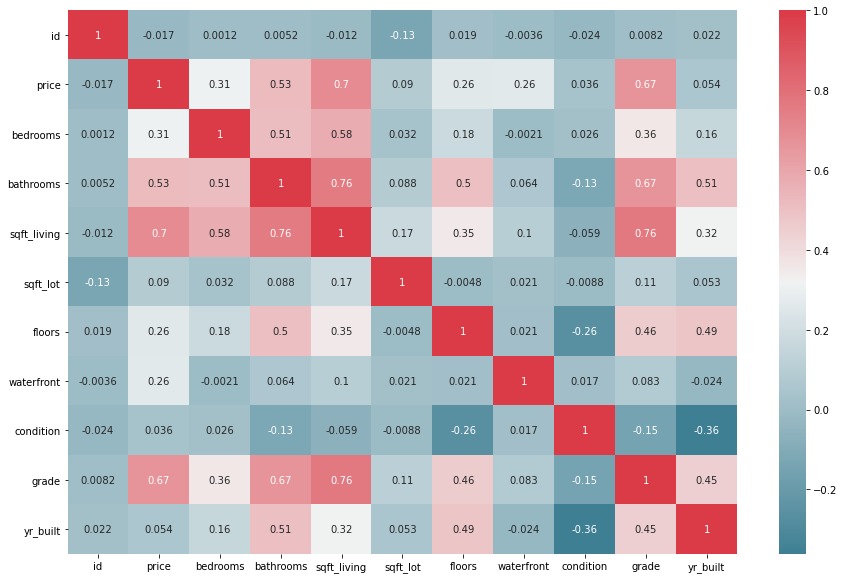 id 1 -0.017 0.0012 0.0052 -0.012 -0.13 0.019 -0.0036 -0.024 0.0082 0.022
price -0.017 1 0.31 0.53 0.7 0.09 0.26 0.26 0.036 0.67 0.054
bedrooms 0.0012 0.31 1 0.51 0.58 0.032 0.18 -0.0021 0.026 0.36 0.16
bathrooms 0.0052 0.53 0.51 1 0.76 0.088 0.5 0.064 -0.13 0.67 0.51
sqft_living -0.012 0.7 0.58 0.76 1 0.17 0.35 0.1 -0.059 0.76 0.32
sqft_lot -0.13 0.09 0.032 0.088 0.17 1 -0.0048 0.021 -0.0088 0.11 0.053
floors 0.019 0.26 0.18 0.5 0.35 -0.0048 1 0.021 -0.26 0.46 0.49
waterfront -0.0036 0.26 -0.0021 0.064 0.1 0.021 0.021 1 0.017 0.083 -0.024
condition -0.024 0.036 0.026 -0.13 -0.059 -0.0088 -0.26 0.017 1 -0.15 -0.36
grade 0.0082 0.67 0.36 0.67 0.76 0.11 0.46 0.083 -0.15 1 0.45
yr_built 0.022 0.054 0.16 0.51 0.32 0.053 0.49 -0.024 -0.36 0.45 1
id price bedrooms bathrooms sqft_living sqft_lot floors waterfront condition grade yr_built
1.0
0.8
0.6
0.4
0.2
0.0
−0.2